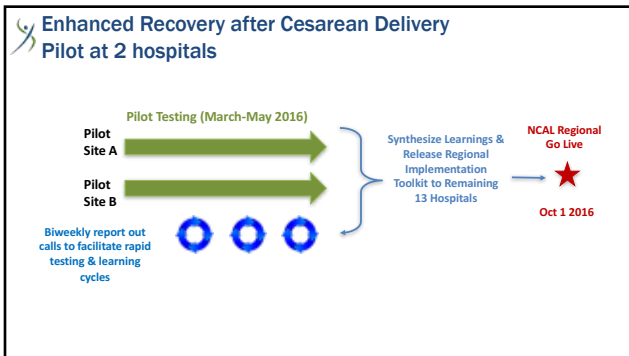 Enhanced Recovery after Cesarean Delivery
Pilot at 2 hospitals
Pilot Testing (March-May 2016)
Pilot
Site A
Pilot
Site B
Biweekly report out
calls to facilitate rapid
testing & learning
cycles
Synthesize Learnings &
Release Regional
Implementation
Toolkit to Remaining
13 Hospitals
NCAL Regional
Go Live
Oct 1 2016